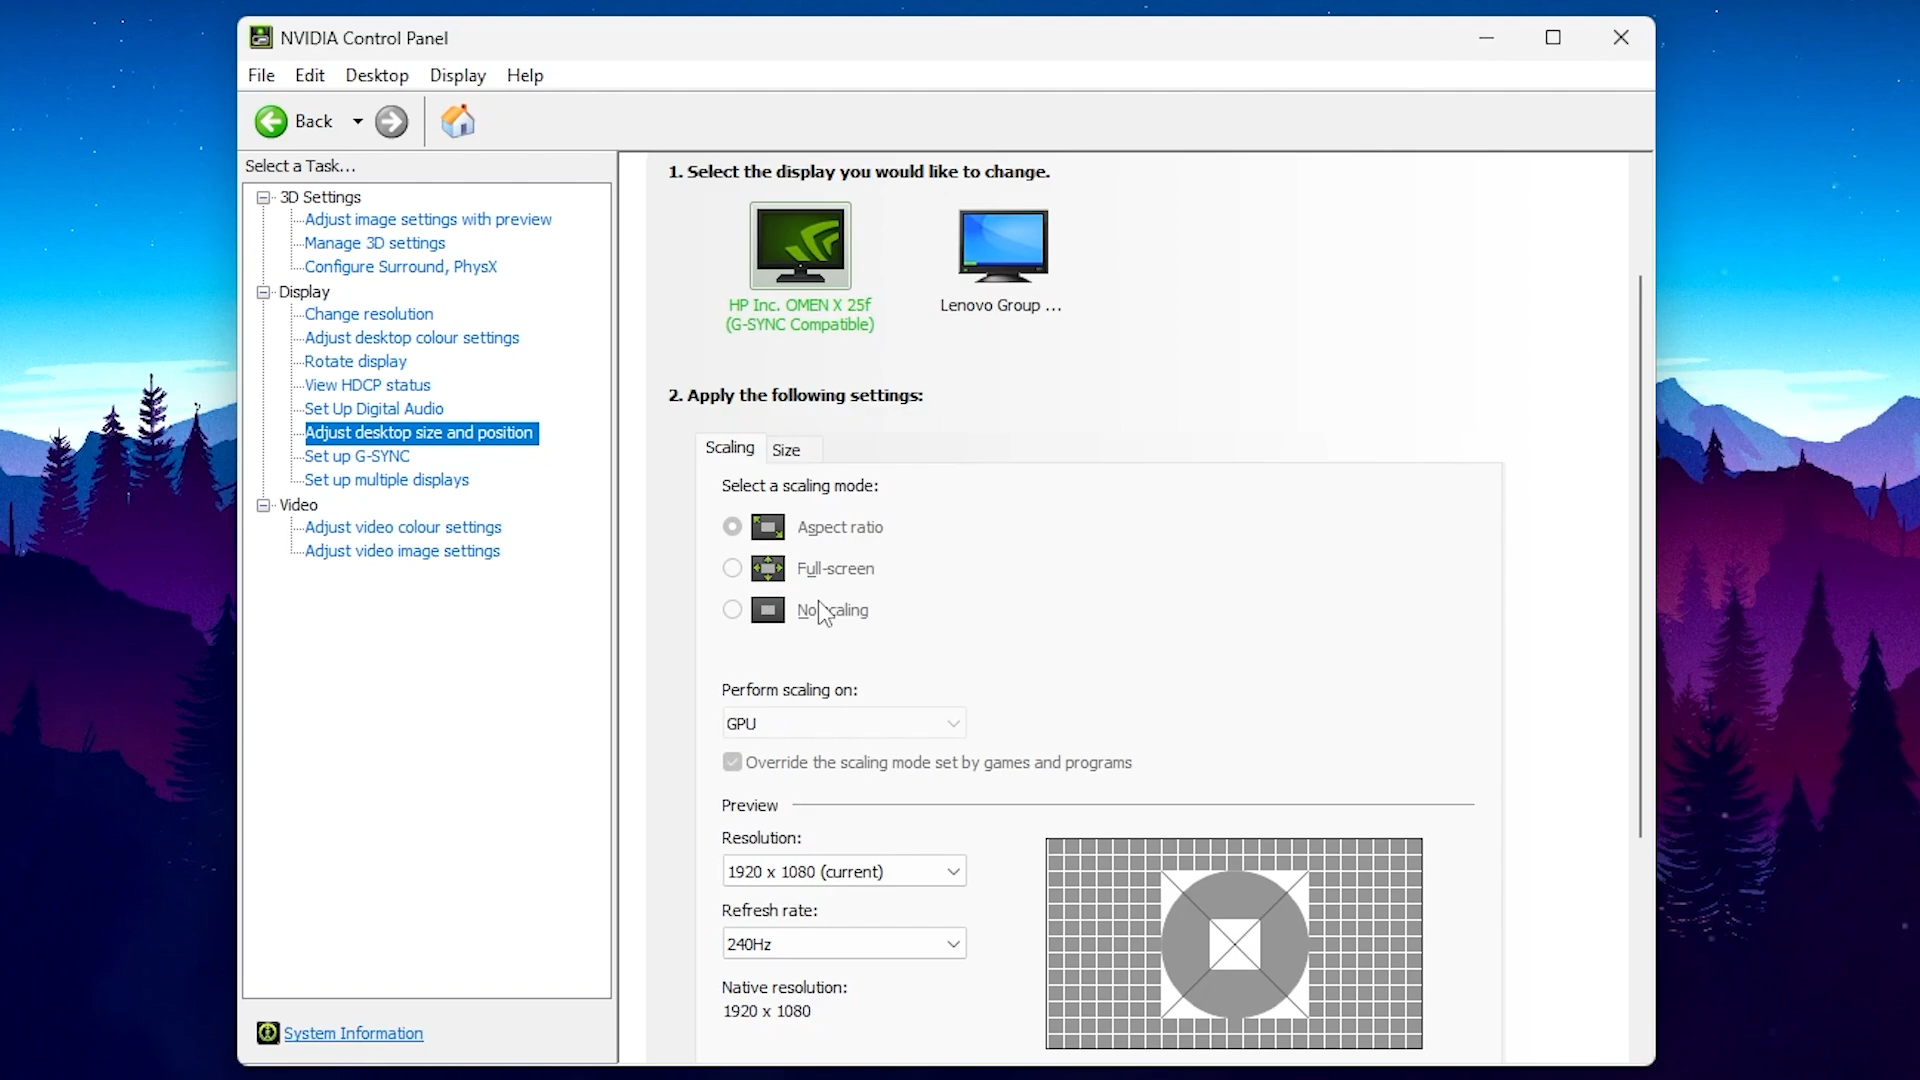 NVIDIA Control Panel
File Edit Desktop Display Help
Back
Select a Task...
3D Settings
Adjust image settings with preview
Manage 3D settings
Configure Surround, PhysX
Display
Change resolution
Adjust desktop colour settings
Rotate display
View HDCP status
Set Up Digital Audio
Adjust desktop size and position
Set up G-SYNC
Set up multiple displays
Video
Adjust video colour settings
Adjust video image settings
System Information
1. Select the display you would like to change.
HP Inc. OMEN X 25f
(G-SYNC Compatible)
Lenovo Group ...
2. Apply the following settings:
Scaling Size
Select a scaling mode:
Aspect ratio
Full-screen
No scaling
Perform scaling on:
GPU
Override the scaling mode set by games and programs
Preview
Resolution:
1920 x 1080 (current)
Refresh rate:
240Hz
Native resolution:
1920 x 1080